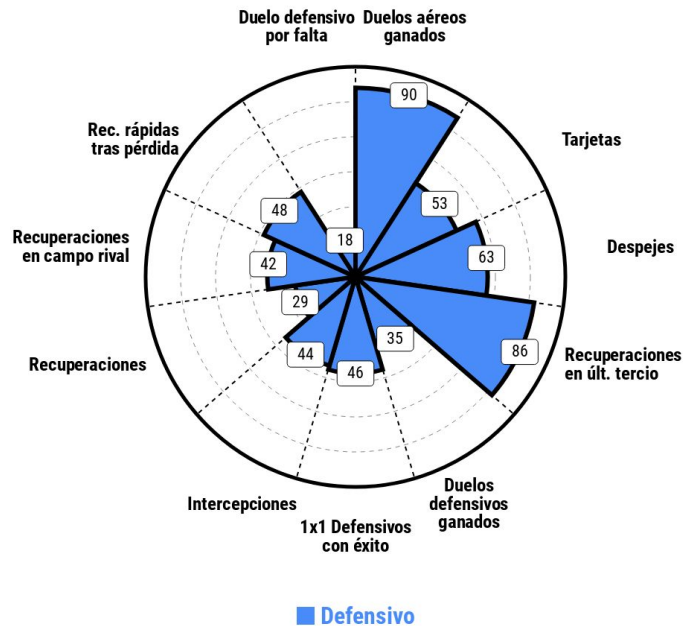 Duelo defensivo
por falta
Duelos aéreos
ganados
90
Tarjetas
53
Despejes
63
Recuperaciones
en últ. tercio
86
Duelos
defensivos
ganados
35
1x1 Defensivos
con éxito
46
Intercepciones
44
Recuperaciones
29
Recuperaciones
en campo rival
42
Rec. rápidas
tras pérdida
48
18
Defensivo